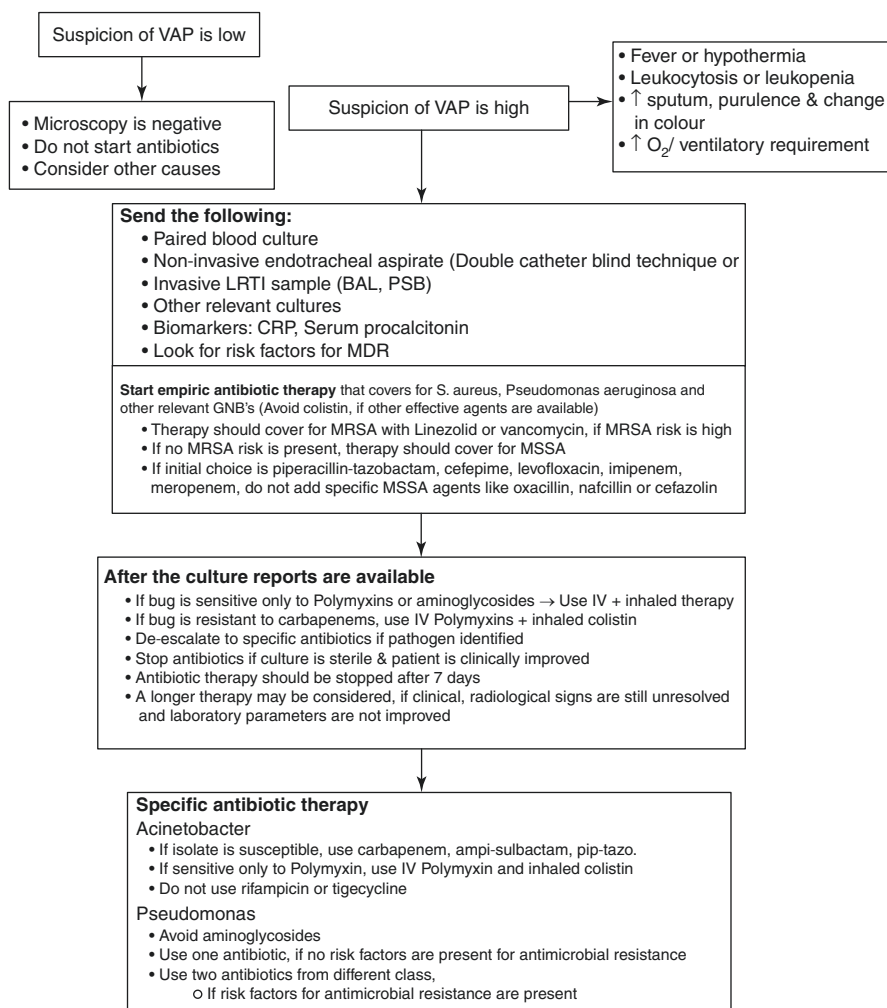 Suspicion of VAP is low
• Microscopy is negative
• Do not start antibiotics
• Consider other causes
Suspicion of VAP is high
• Fever or hypothermia
• Leukocytosis or leukopenia
• ↑ sputum, purulence & change
in colour
• ↑ O₂/ ventilatory requirement
Send the following:
• Paired blood culture
• Non-invasive endotracheal aspirate (Double catheter blind technique or
• Invasive LRTI sample (BAL, PSB)
• Other relevant cultures
• Biomarkers: CRP, Serum procalcitonin
• Look for risk factors for MDR
Start empiric antibiotic therapy that covers for S. aureus, Pseudomonas aeruginosa and
other relevant GNB's (Avoid colistin, if other effective agents are available)
• Therapy should cover for MRSA with Linezolid or vancomycin, if MRSA risk is high
• If no MRSA risk is present, therapy should cover for MSSA
• If initial choice is piperacillin-tazobactam, cefepime, levofloxacin, imipenem,
meropenem, do not add specific MSSA agents like oxacillin, nafcillin or cefazolin
After the culture reports are available
• If bug is sensitive only to Polymyxins or aminoglycosides → Use IV + inhaled therapy
• If bug is resistant to carbapenems, use IV Polymyxins + inhaled colistin
• De-escalate to specific antibiotics if pathogen identified
• Stop antibiotics if culture is sterile & patient is clinically improved
• Antibiotic therapy should be stopped after 7 days
• A longer therapy may be considered, if clinical, radiological signs are still unresolved
and laboratory parameters are not improved
Specific antibiotic therapy
Acinetobacter
• If isolate is susceptible, use carbapenem, ampi-sulbactam, pip-tazo.
• If sensitive only to Polymyxin, use IV Polymyxin and inhaled colistin
• Do not use rifampicin or tigecycline
Pseudomonas
• Avoid aminoglycosides
• Use one antibiotic, if no risk factors are present for antimicrobial resistance
• Use two antibiotics from different class,
○ If risk factors for antimicrobial resistance are present